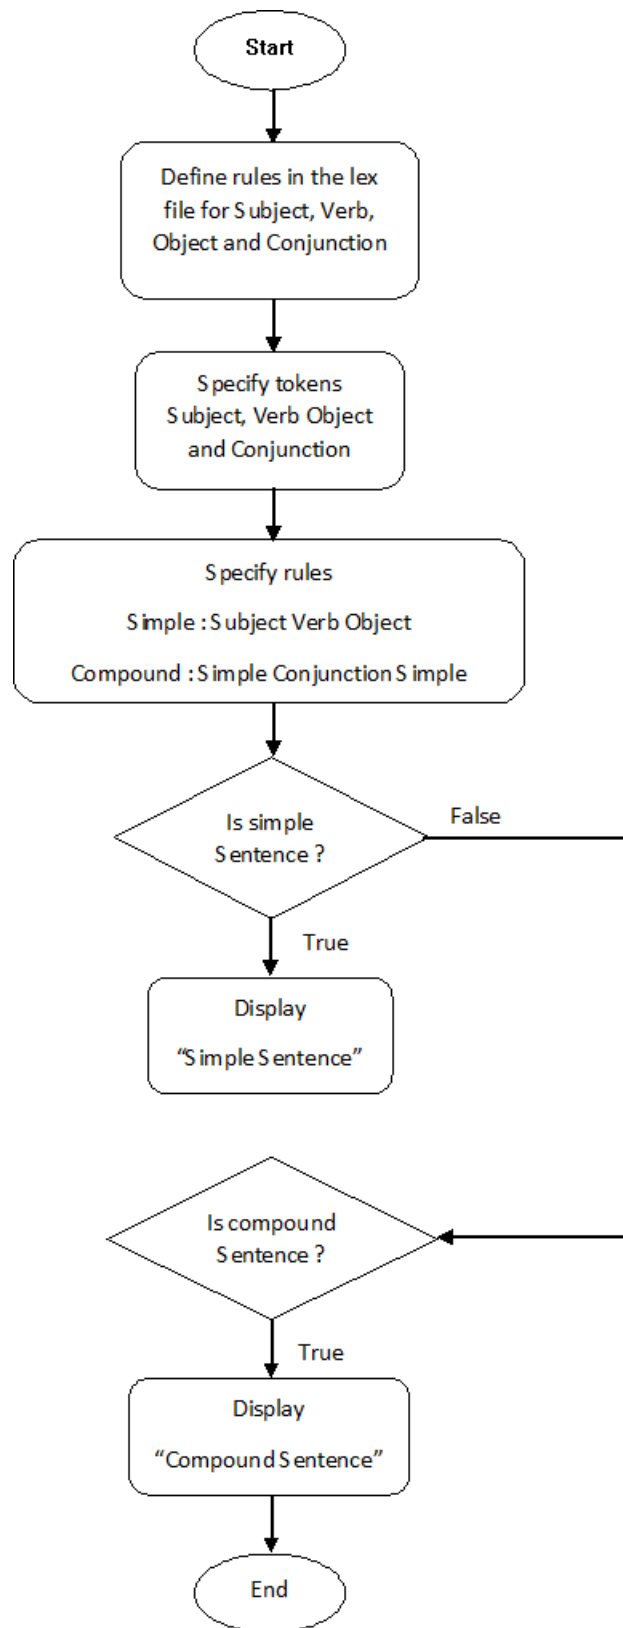 Start
Define rules in the lex
file for Subject, Verb,
Object and Conjunction
Specify tokens
Subject, Verb Object
and Conjunction
Specify rules
Simple : Subject Verb Object
Compound : Simple Conjunction Simple
Is simple
Sentence ?
False
True
Display
“Simple Sentence”
Is compound
Sentence ?
True
Display
“Compound Sentence”
End